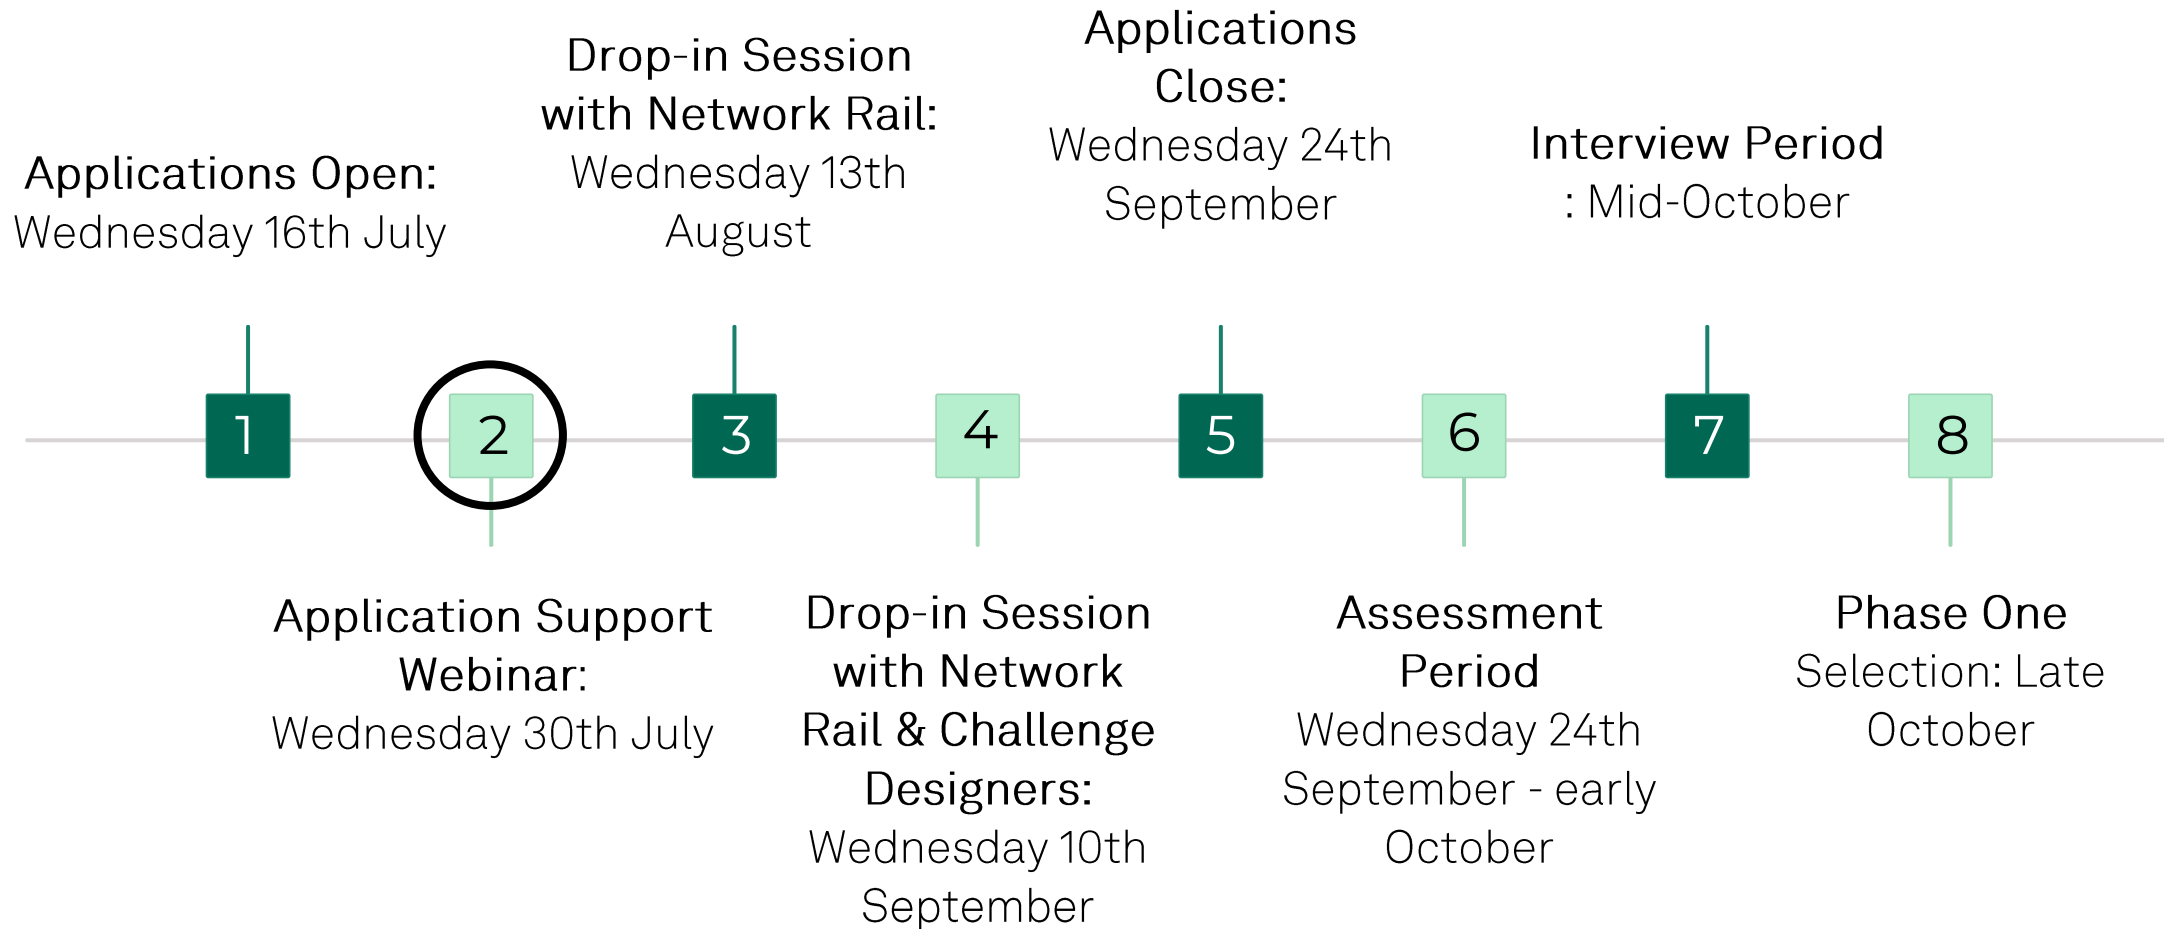 Applications Open:
Wednesday 16th July
1
2
Application Support
Webinar:
Wednesday 30th July
Drop-in Session
with Network Rail:
Wednesday 13th
August
3
4
Drop-in Session
with Network
Rail & Challenge
Designers:
Wednesday 10th
September
Applications
Close:
Wednesday 24th
September
5
6
Assessment
Period
Wednesday 24th
September - early
October
Interview Period
: Mid-October
7
8
Phase One
Selection: Late
October